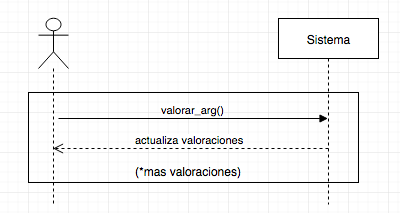 Sistema
valorar_arg()
actualiza valoraciones
(*mas valoraciones)